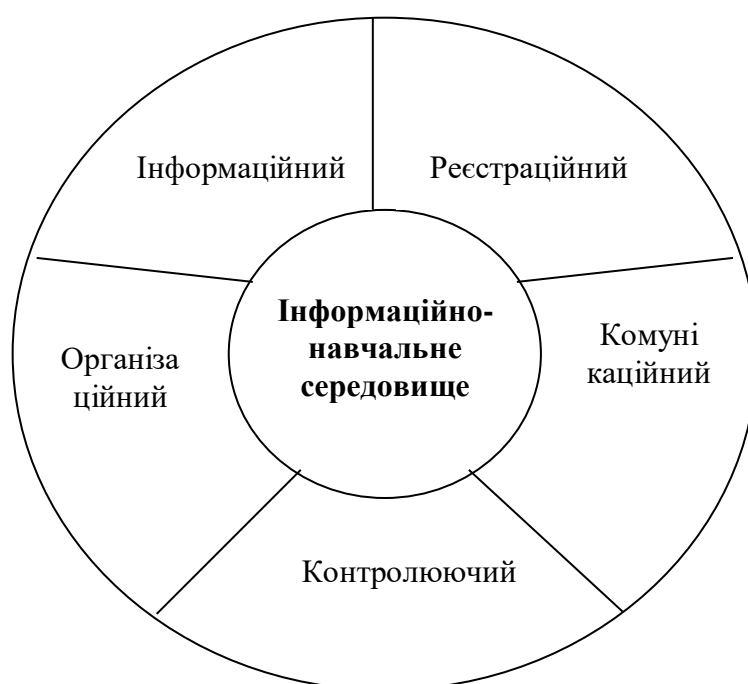 Інформаційний
Реєстраційний
Інформаційно-
навчальне
середовище
Комуні
каційний
Організа
ційний
Контролюючий